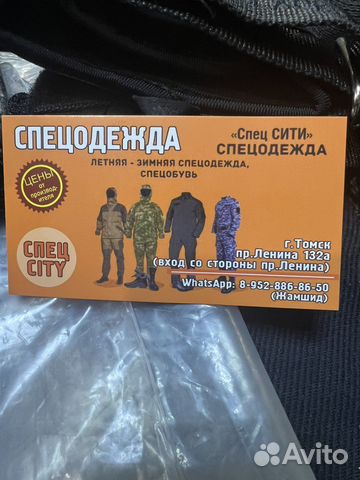 СПЕЦОДЕЖДА
ЛЕТНЯЯ - ЗИМНЯЯ СПЕЦОДЕЖДА,
СПЕЦОБУВЬ
ЦЕНЫ
от
производ-
ителя
СПЕЦ
CITY
«Спец СИТИ»
СПЕЦОДЕЖДА
г.Томск
пр.Ленина 132а
(вход со стороны пр.Ленина)
WhatsApp: 8-952-886-86-50
(Жамшид)
Avito